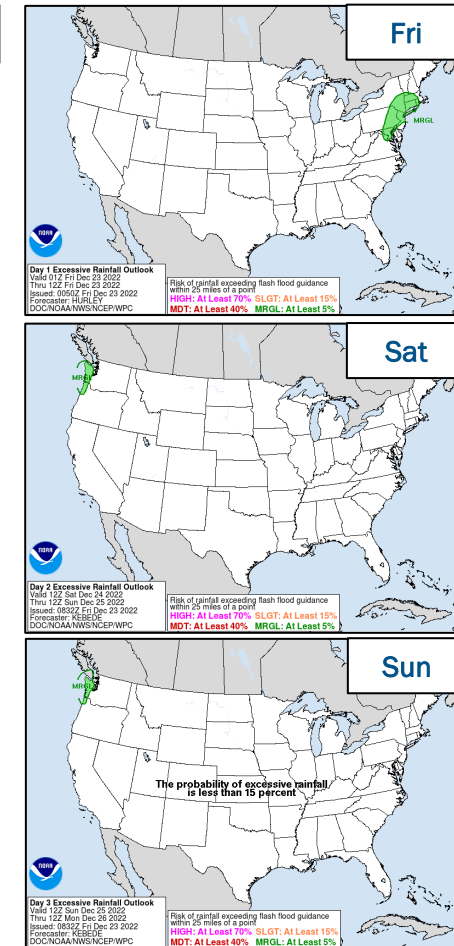 Fri
MRGL
NOAA
Day 1 Excessive Rainfall Outlook
Valid 01Z Fri Dec 23 2022
Thru 12Z Fri Dec 23 2022
Issued: 0050Z Fri Dec 23 2022
Forecaster: HURLEY
DOC/NOAA/NWS/NCEP/WPC
Risk of rainfall exceeding flash flood guidance
within 25 miles of a point
HIGH: At Least 70% SLGT: At Least 15%
MDT: At Least 40% MRGL: At Least 5%
Sat
MRGL
NOAA
Day 2 Excessive Rainfall Outlook
Valid 12Z Sat Dec 24 2022
Thru 12Z Sun Dec 25 2022
Issued: 0832Z Fri Dec 23 2022
Forecaster: KEBEDE
DOC/NOAA/NWS/NCEP/WPC
Risk of rainfall exceeding flash flood guidance
within 25 miles of a point
HIGH: At Least 70% SLGT: At Least 15%
MDT: At Least 40% MRGL: At Least 5%
Sun
MRGL
The probability of excessive rainfall
is less than 15 percent
NOAA
Day 3 Excessive Rainfall Outlook
Valid 12Z Sun Dec 25 2022
Thru 12Z Mon Dec 26 2022
Issued: 0832Z Fri Dec 23 2022
Forecaster: KEBEDE
DOC/NOAA/NWS/NCEP/WPC
Risk of rainfall exceeding flash flood guidance
within 25 miles of a point
HIGH: At Least 70% SLGT: At Least 15%
MDT: At Least 40% MRGL: At Least 5%